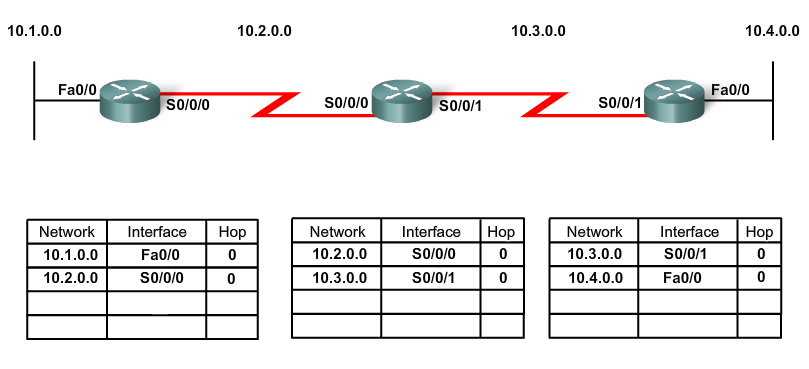 10.1.0.0 10.2.0.0 10.3.0.0 10.4.0.0
Fa0/0 S0/0/0 S0/0/0 S0/0/1 S0/0/1 Fa0/0
Network Interface Hop
10.1.0.0 Fa0/0 0
10.2.0.0 S0/0/0 0
Network Interface Hop
10.2.0.0 S0/0/0 0
10.3.0.0 S0/0/1 0
Network Interface Hop
10.3.0.0 S0/0/1 0
10.4.0.0 Fa0/0 0